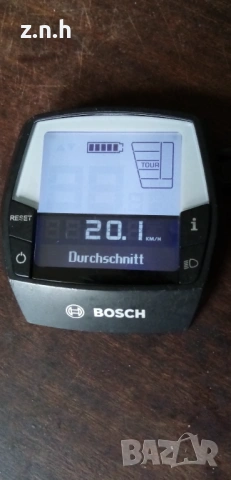 z.n.h
TOUR
RESET
i
20.1 KM/H
Durchschnitt
BOSCH
BAZAR